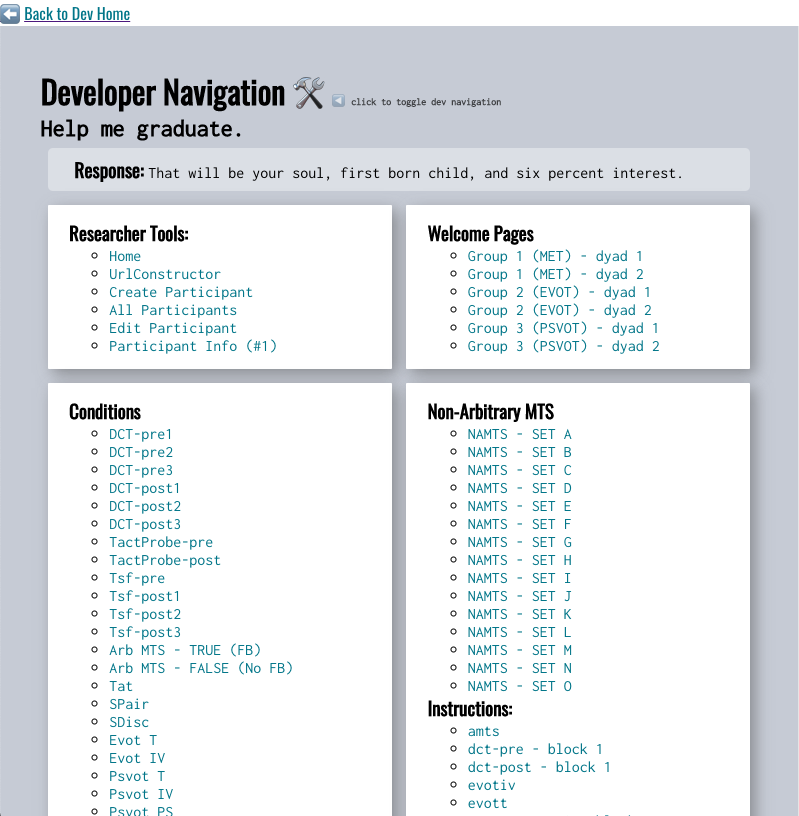 Back to Dev Home
Developer Navigation
click to toggle dev navigation
Help me graduate.
Response: That will be your soul, first born child, and six percent interest.
Researcher Tools:
Home
UrlConstructor
Create Participant
All Participants
Edit Participant
Participant Info (#1)
Welcome Pages
Group 1 (MET) - dyad 1
Group 1 (MET) - dyad 2
Group 2 (EVOT) - dyad 1
Group 2 (EVOT) - dyad 2
Group 3 (PSVOT) - dyad 1
Group 3 (PSVOT) - dyad 2
Conditions
DCT-pre1
DCT-pre2
DCT-pre3
DCT-post1
DCT-post2
DCT-post3
TactProbe-pre
TactProbe-post
Tsf-pre
Tsf-post1
Tsf-post2
Tsf-post3
Arb MTS - TRUE (FB)
Arb MTS - FALSE (No FB)
Tat
SPair
SDisc
Evot T
Evot IV
Psvot T
Psvot IV
Psvot PS
Non-Arbitrary MTS
NAMTS - SET A
NAMTS - SET B
NAMTS - SET C
NAMTS - SET D
NAMTS - SET E
NAMTS - SET F
NAMTS - SET G
NAMTS - SET H
NAMTS - SET I
NAMTS - SET J
NAMTS - SET K
NAMTS - SET L
NAMTS - SET M
NAMTS - SET N
NAMTS - SET O
Instructions:
amts
dct-pre - block 1
dct-post - block 1
evotiv
evott